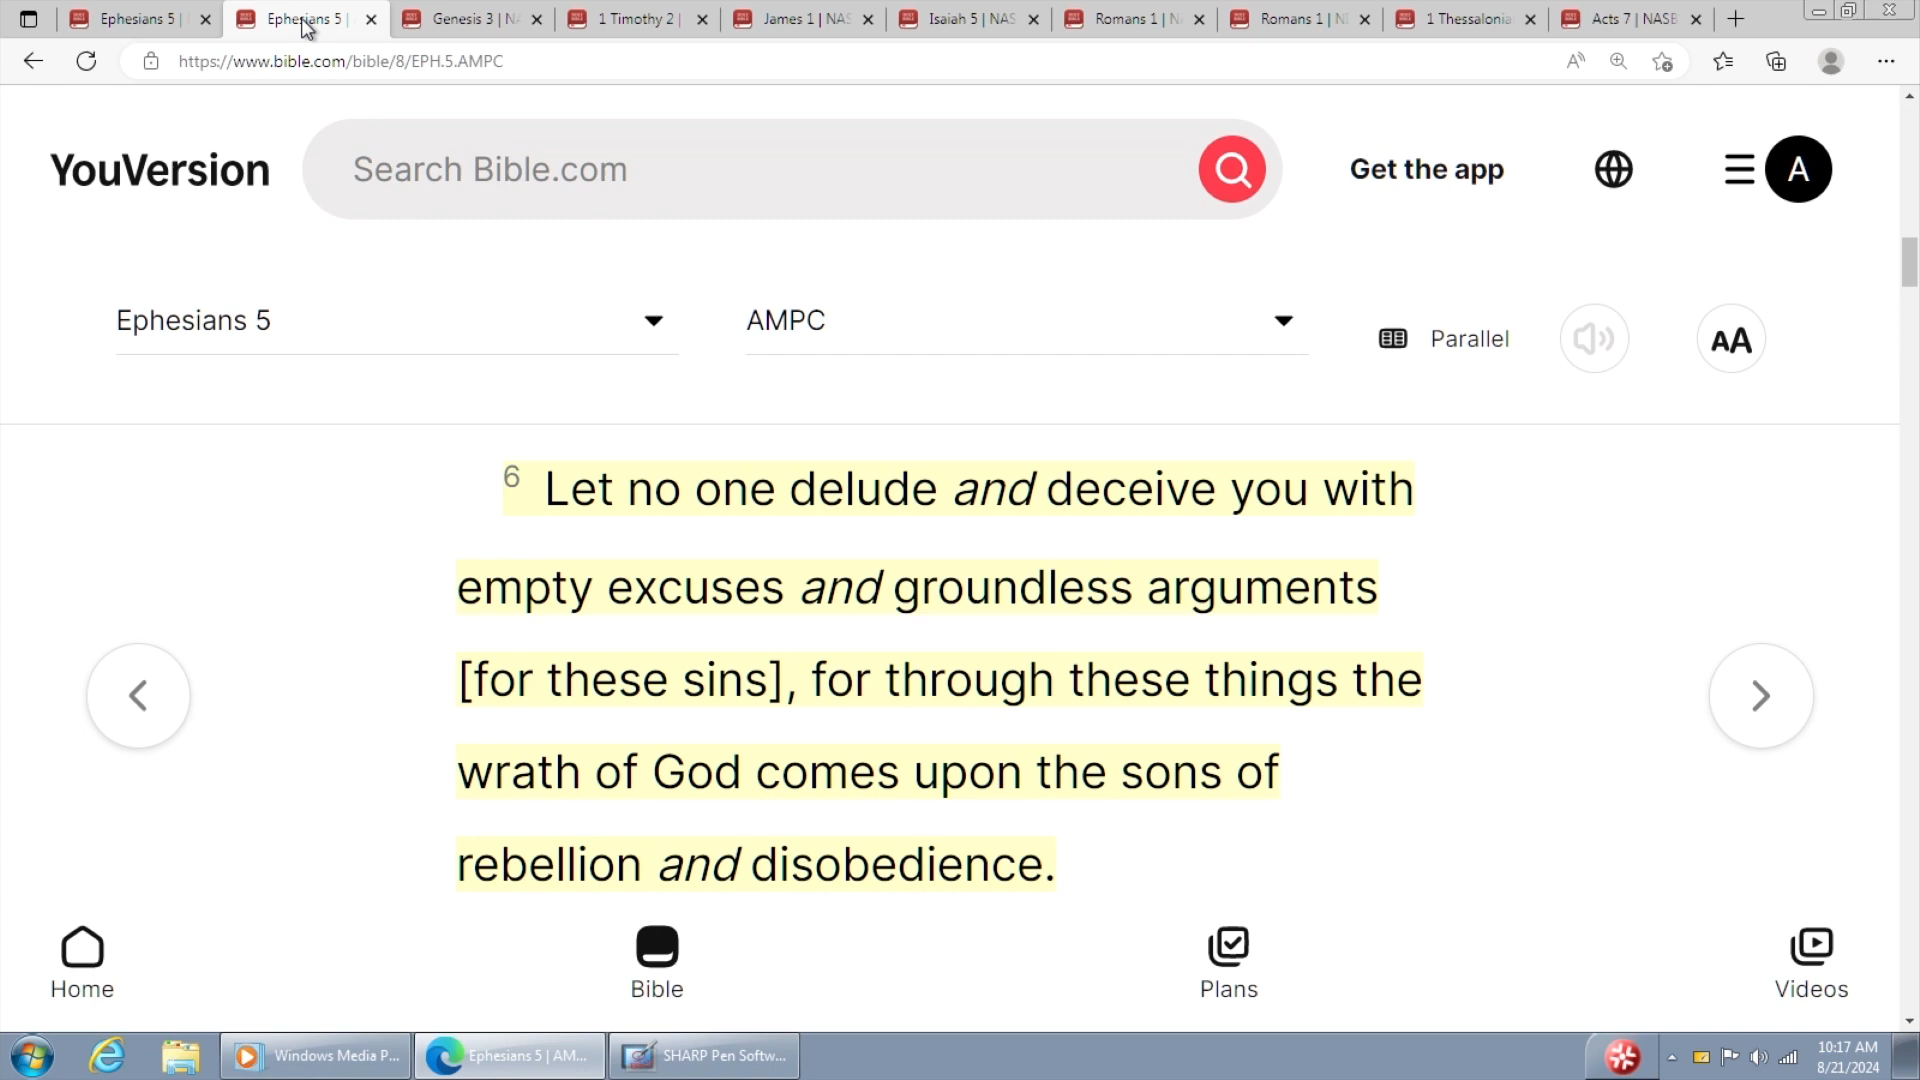 Ephesians 5 |
Ephesians 5 |
Genesis 3 | NA
1 Timothy 2 |
James 1 | NAS
Isaiah 5 | NAS
Romans 1 | N
Romans 1 | N
1 Thessalonia
Acts 7 | NASB
https://www.bible.com/bible/8/EPH.5.AMPC
YouVersion
Search Bible.com
Get the app
A
Ephesians 5
AMPC
Parallel
AA
6 Let no one delude and deceive you with
empty excuses and groundless arguments
[for these sins], for through these things the
wrath of God comes upon the sons of
rebellion and disobedience.
Home
Bible
Plans
Videos
Windows Media P...
Ephesians 5 | AM...
SHARP Pen Softw...
10:17 AM
8/21/2024